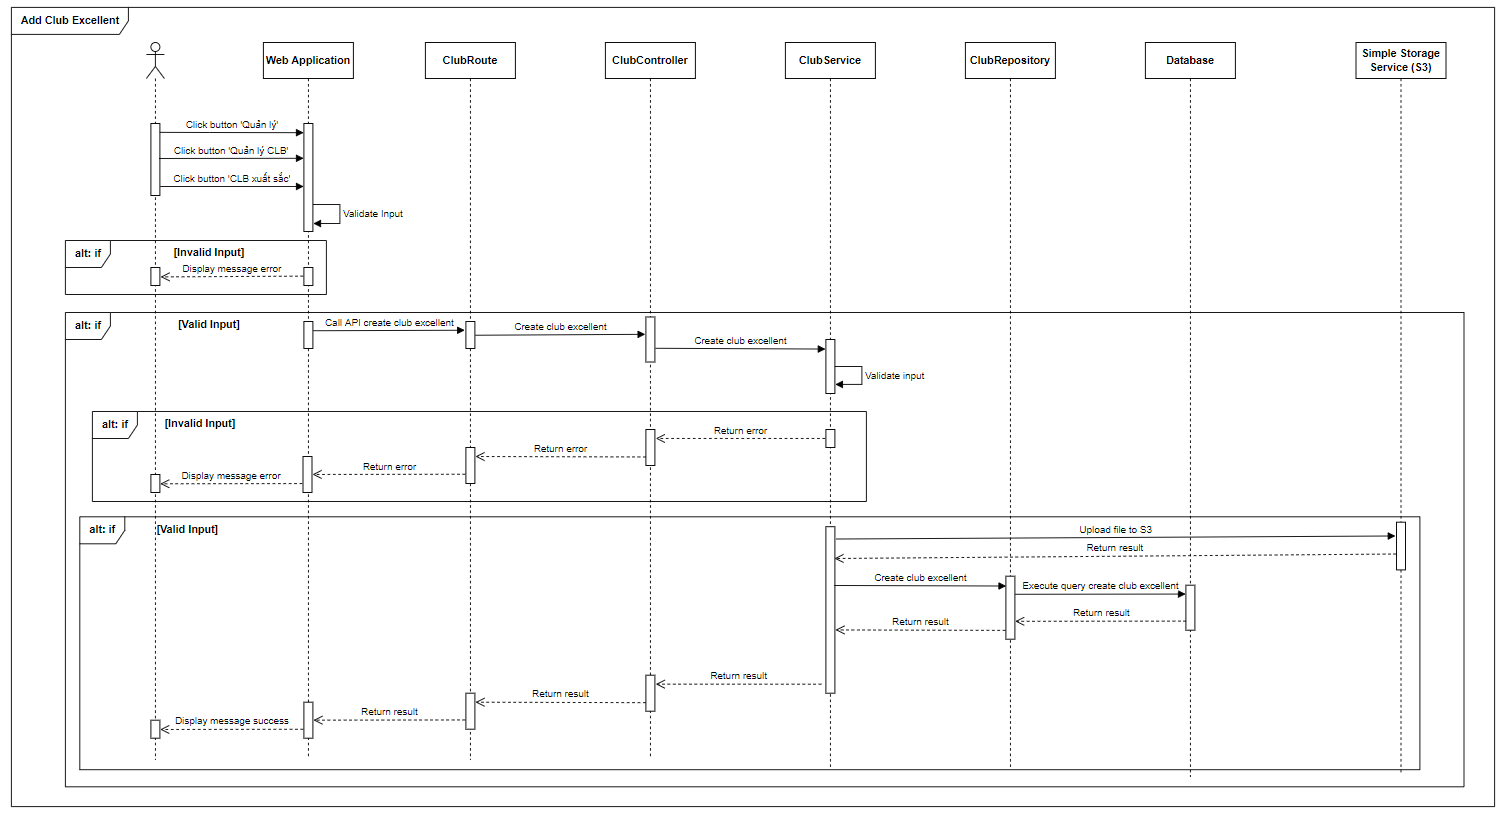 Add Club Excellent
Web Application
ClubRoute
ClubController
ClubService
ClubRepository
Database
Simple Storage
Service (S3)
Click button 'Quản lý'
Click button 'Quản lý CLB'
Click button 'CLB xuất sắc'
Validate Input
alt: if
[Invalid Input]
Display message error
alt: if
[Valid Input]
Call API create club excellent
Create club excellent
Create club excellent
Validate input
alt: if
[Invalid Input]
Return error
Return error
Return error
Display message error
alt: if
[Valid Input]
Upload file to S3
Return result
Create club excellent
Execute query create club excellent
Return result
Return result
Return result
Return result
Return result
Display message success